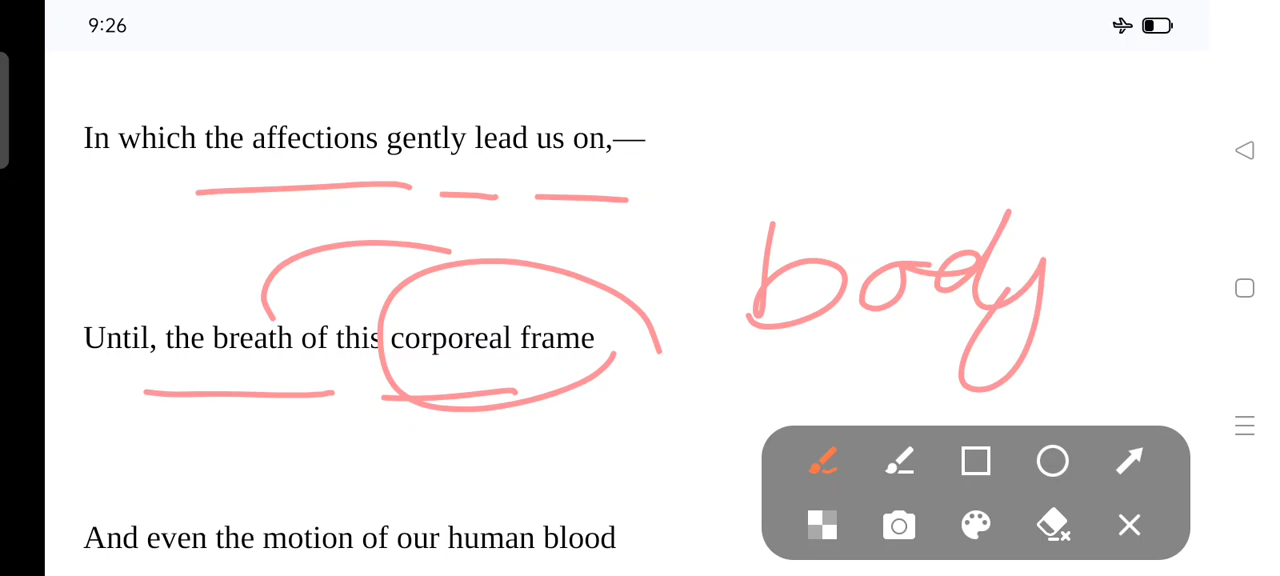 9:26
In which the affections gently lead us on,—
body
Until, the breath of this corporeal frame
And even the motion of our human blood